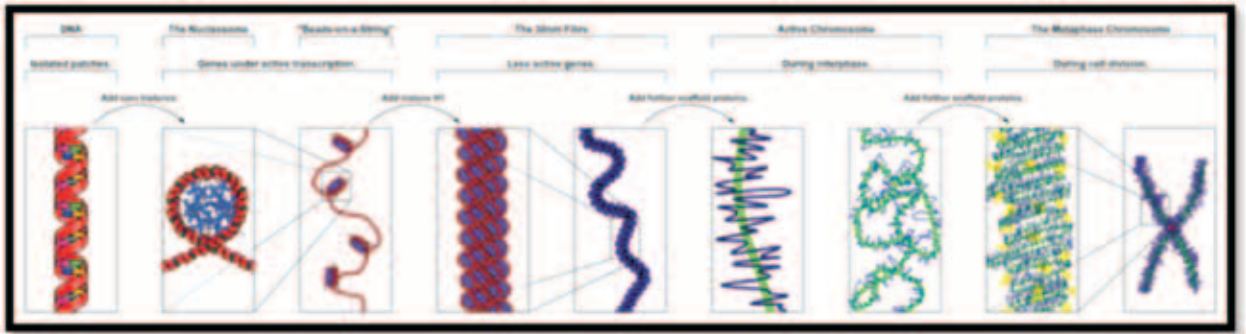 DNA
The Nucleosome
"Beads-on-a-String"
The 30nm Fibre
Active Chromosome
The Metaphase Chromosome
Isolated patches.
Genes under active transcription.
Less active genes.
During interphase.
During cell division.
Add core histones.
Add histone H1.
Add further scaffold proteins.
Add further scaffold proteins.